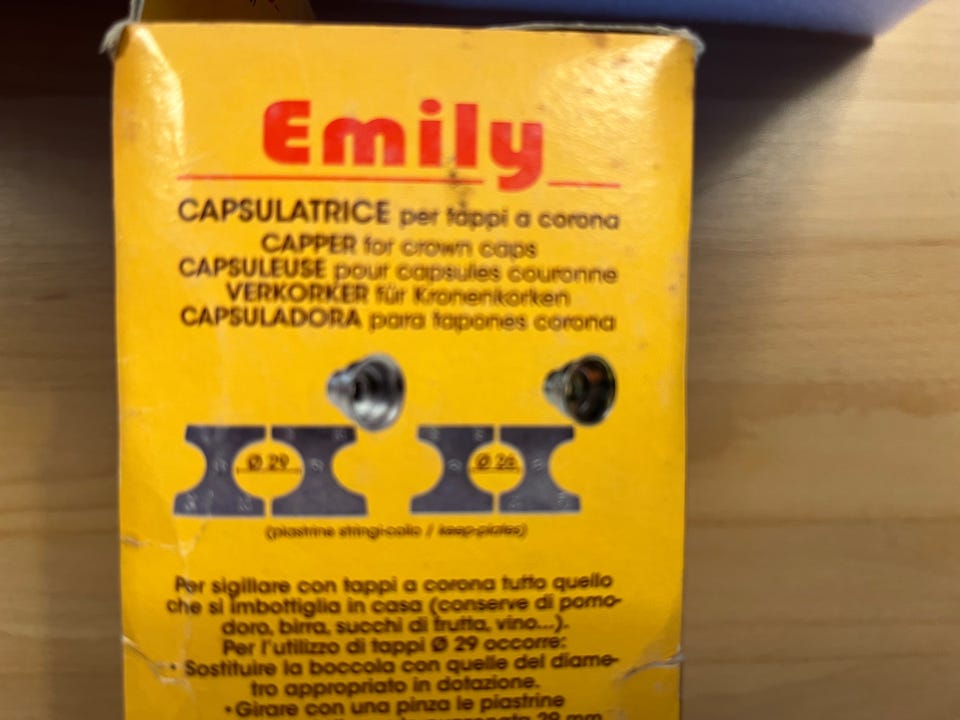 Emily
CAPSULATRICE per tappi a corona
CAPPER for crown caps
CAPSULEUSE pour capsules couronne
VERKORKER für Kronenkorken
CAPSULADORA para tapones corona
Ø 29 Ø 26
(piastrine stringi-collo / keep-plates)
Per sigillare con tappi a corona tutto quello
che si imbottiglia in casa (conserve di pomo-
doro, birra, succhi di frutta, vino...).
Per l'utilizzo di tappi Ø 29 occorre:
• Sostituire la boccola con quelle del diame-
tro appropriato in dotazione.
• Girare con una pinza le piastrine
29 mm